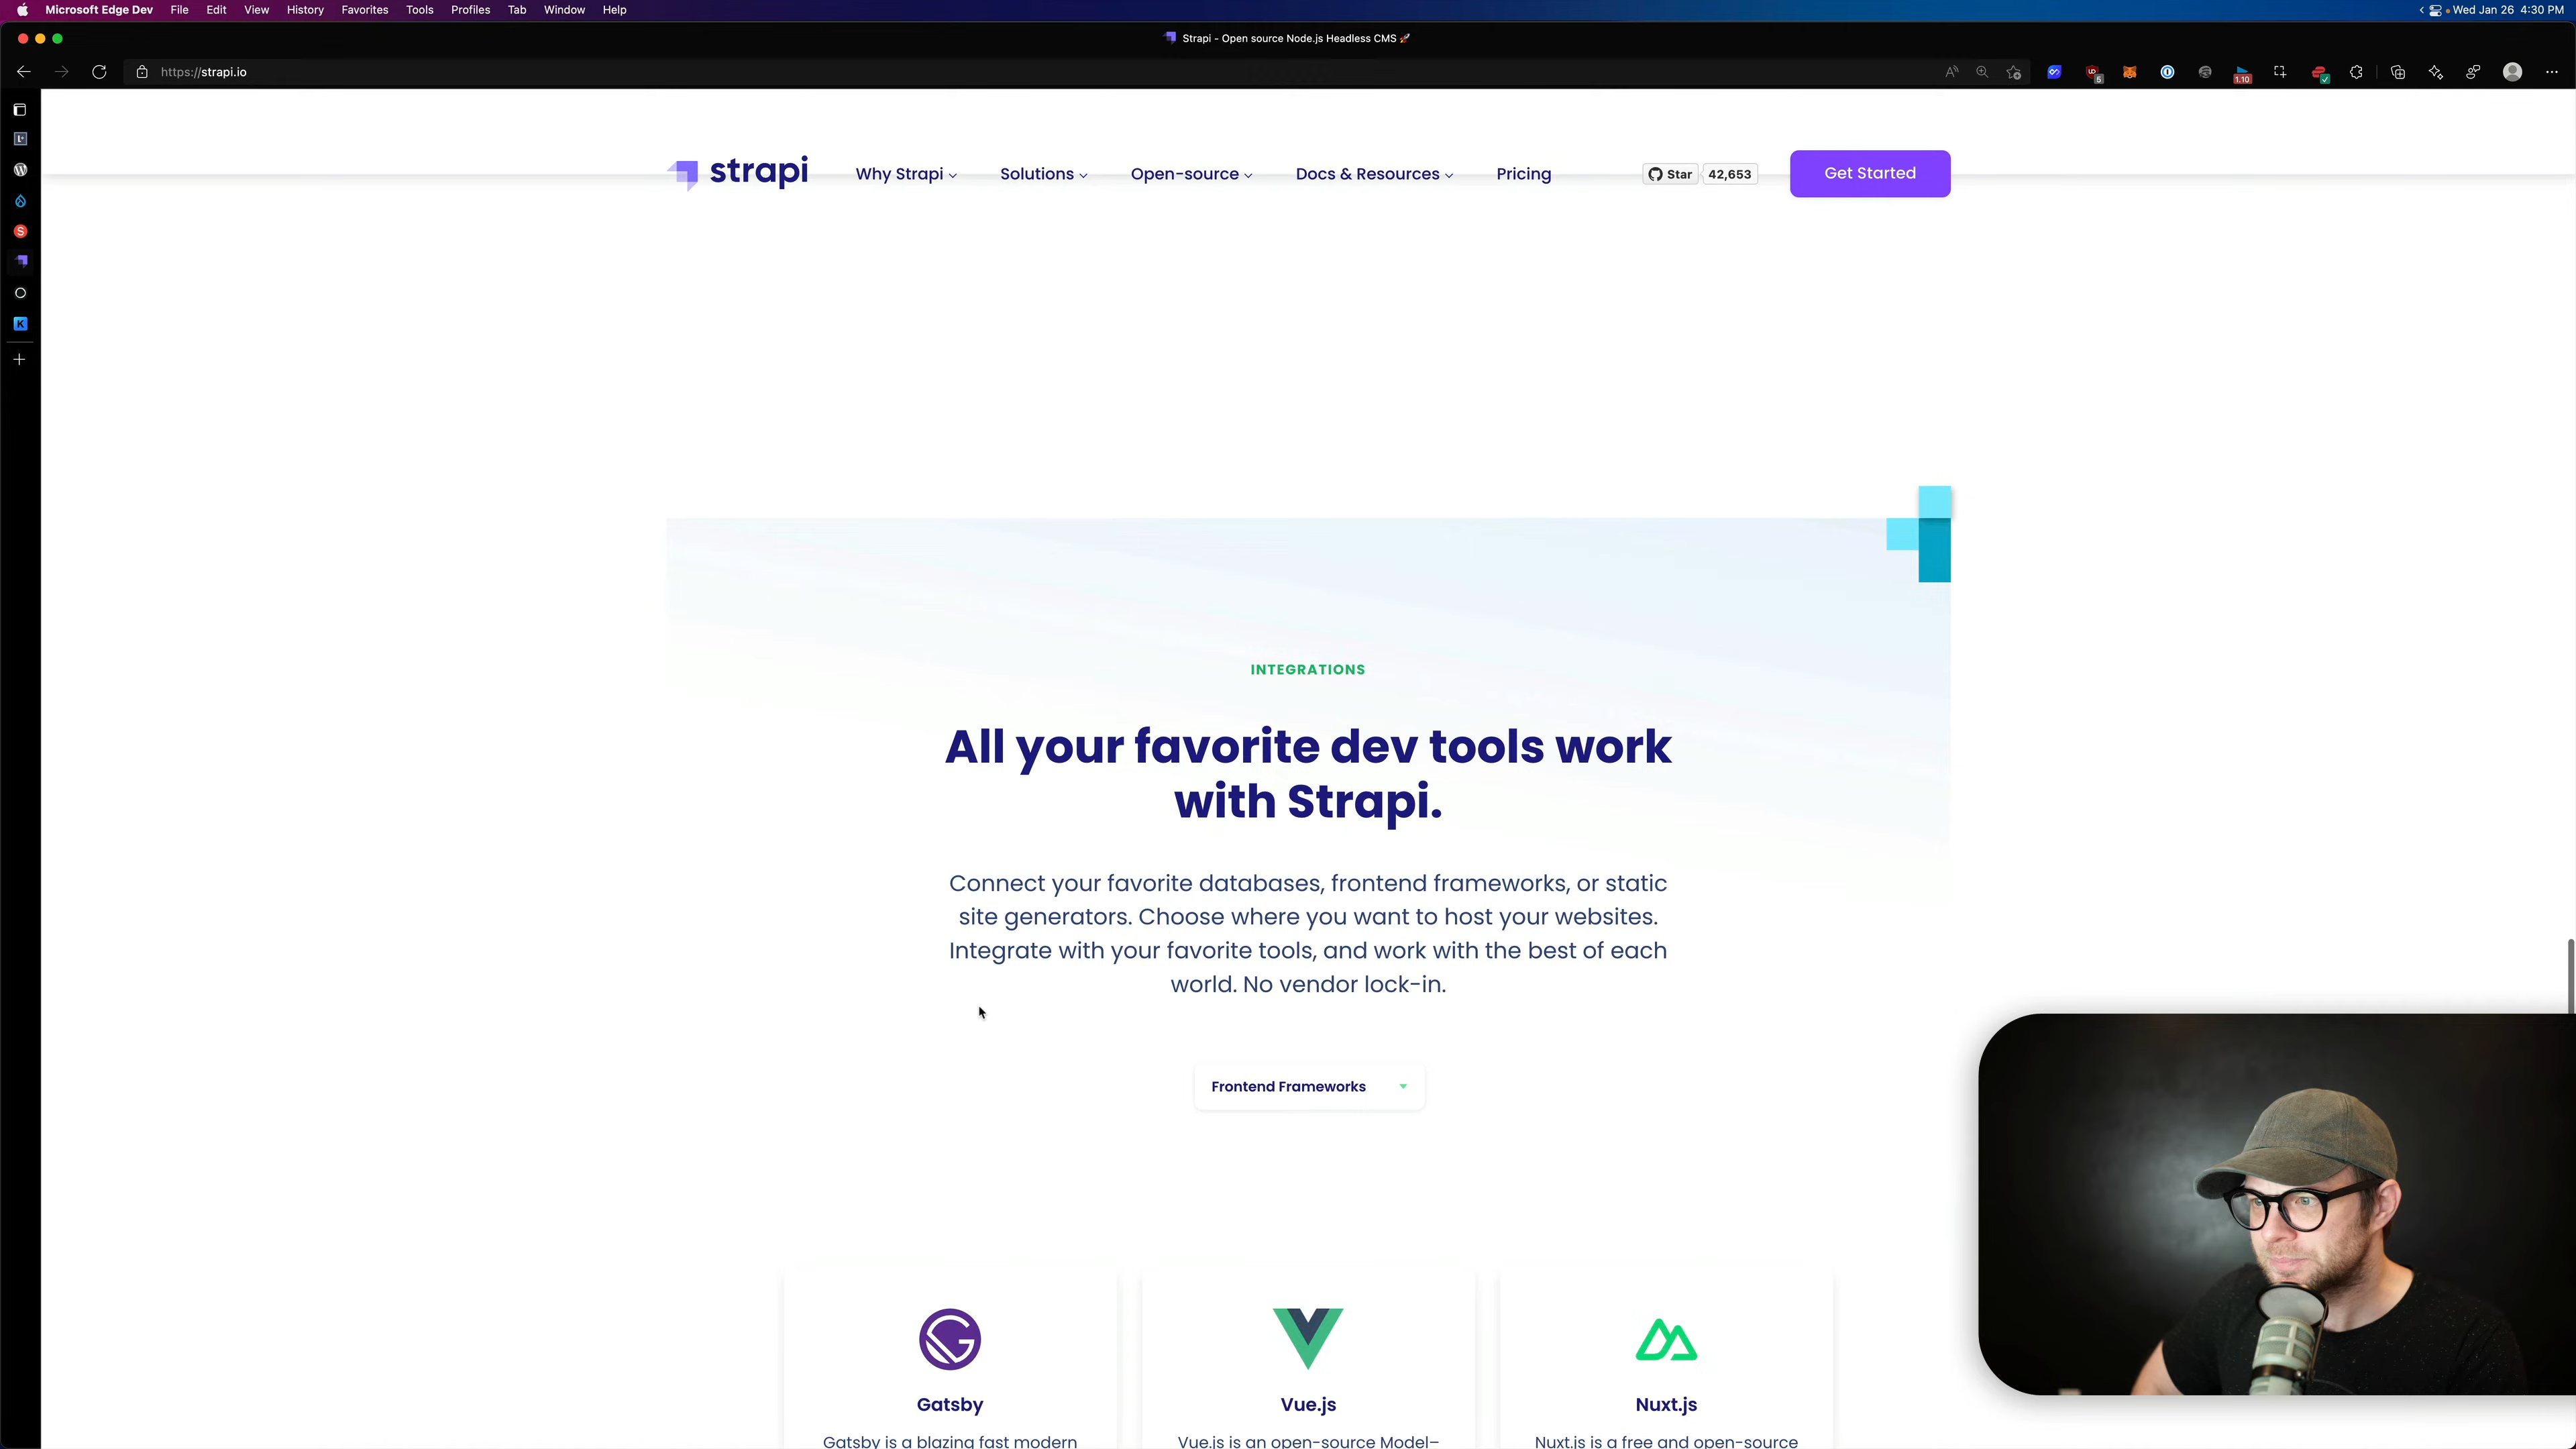 Microsoft Edge Dev File Edit View History Favorites Tools Profiles Tab Window Help
Wed Jan 26 4:30 PM
Strapi - Open source Node.js Headless CMS 🚀
https://strapi.io
5
1.10
strapi
Why Strapi
Solutions
Open-source
Docs & Resources
Pricing
Star
42,653
Get Started
INTEGRATIONS
All your favorite dev tools work
with Strapi.
Connect your favorite databases, frontend frameworks, or static
site generators. Choose where you want to host your websites.
Integrate with your favorite tools, and work with the best of each
world. No vendor lock-in.
Frontend Frameworks
Gatsby
Vue.js
Nuxt.js
Gatsby is a blazing fast modern
Vue.js is an open-source Model–
Nuxt.js is a free and open-source